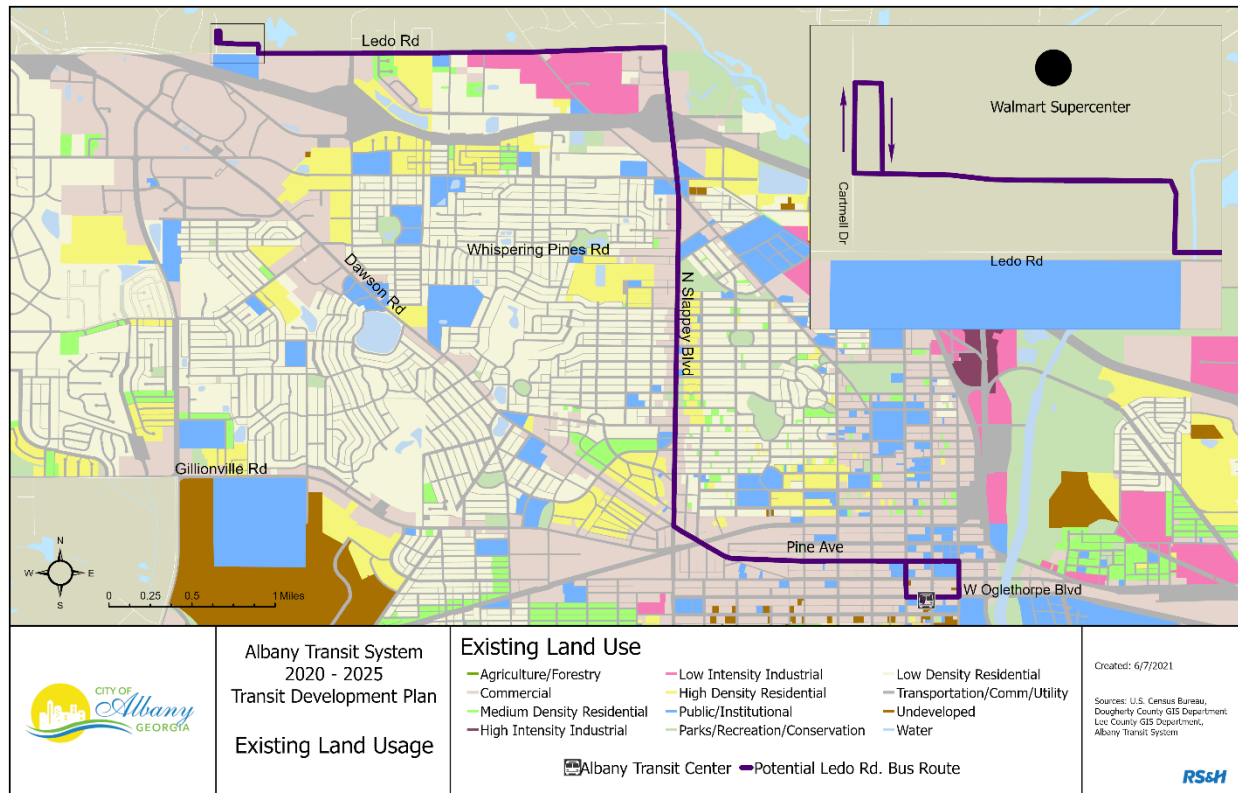 Ledo Rd
Walmart Supercenter
Cartmell Dr
Ledo Rd
Whispering Pines Rd
Dawson Rd
N Slappey Blvd
Gillionville Rd
Pine Ave
W Oglethorpe Blvd
N
W E
S
0 0.25 0.5 1 Miles
CITY OF
Albany
GEORGIA
Albany Transit System
2020 - 2025
Transit Development Plan
Existing Land Usage
Existing Land Use
Agriculture/Forestry
Commercial
Medium Density Residential
High Intensity Industrial
Low Intensity Industrial
High Density Residential
Public/Institutional
Parks/Recreation/Conservation
Low Density Residential
Transportation/Comm/Utility
Undeveloped
Water
Albany Transit Center
Potential Ledo Rd. Bus Route
Created: 6/7/2021
Sources: U.S. Census Bureau,
Dougherty County GIS Department
Lee County GIS Department,
Albany Transit System
RS&H